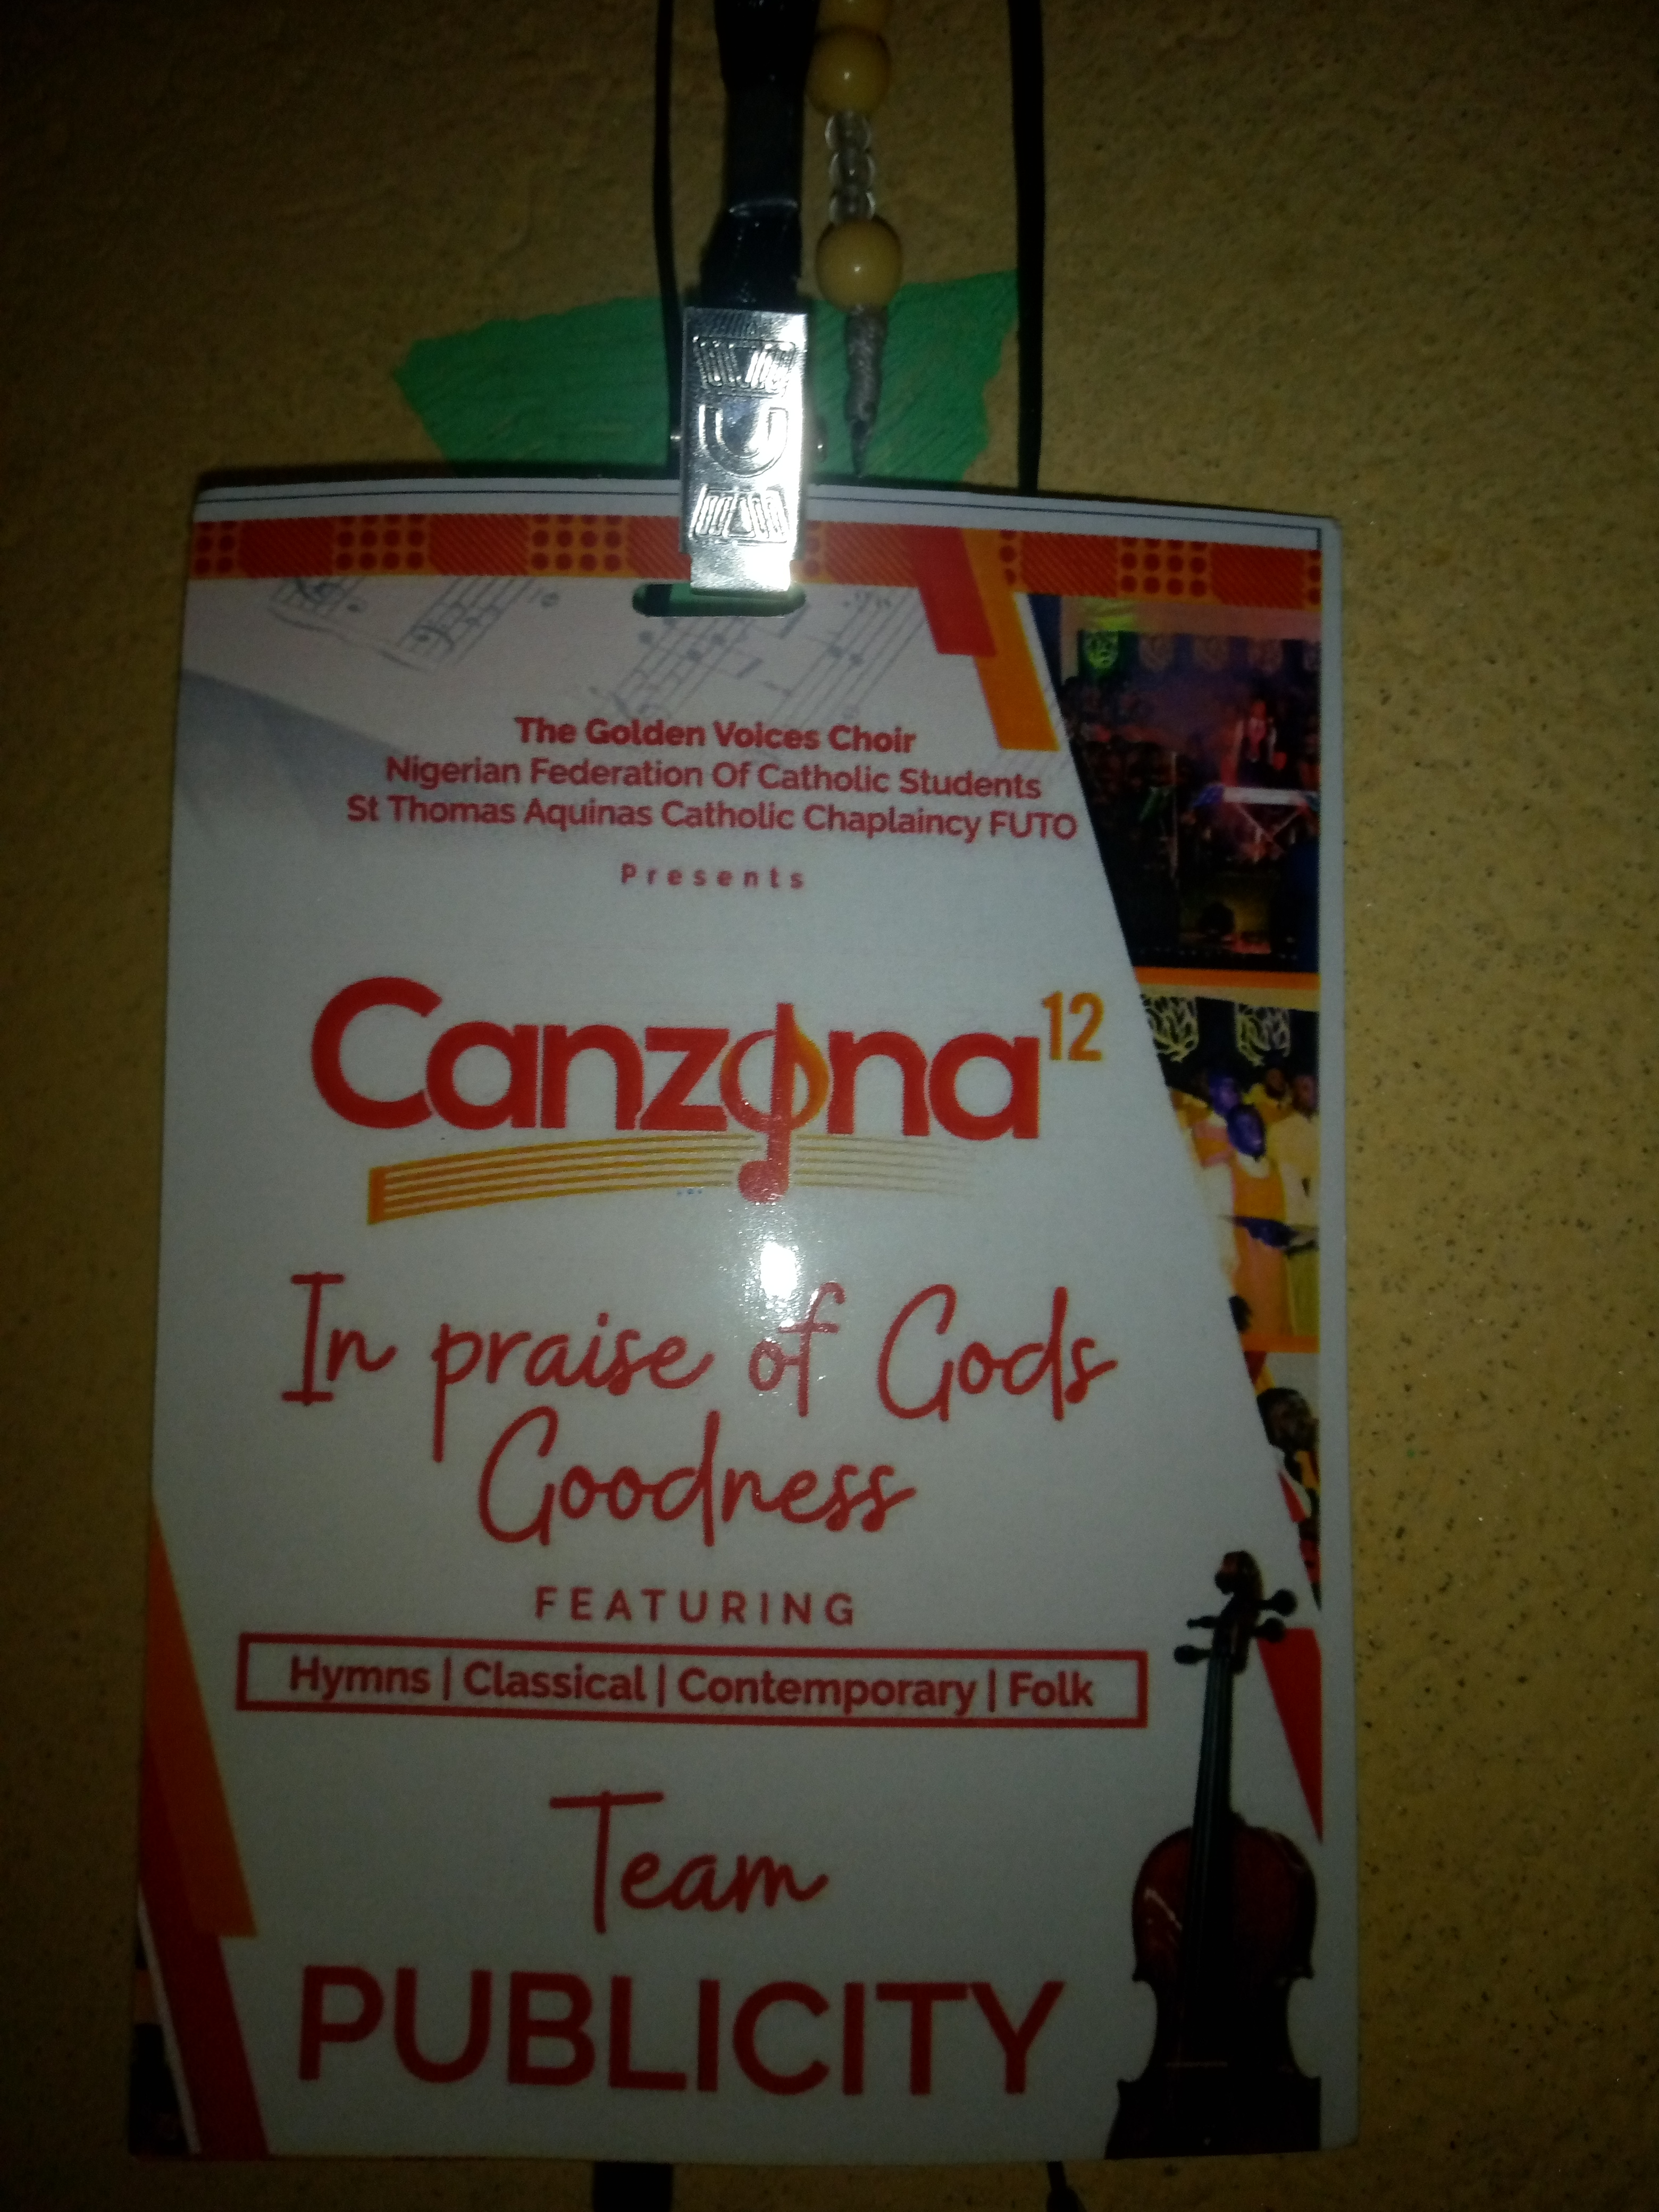 The Golden Voices Choir
Nigerian Federation Of Catholic Students
St Thomas Aquinas Catholic Chaplaincy FUTO
Presents
Canzona 12
In praise of Gods
Goodness
FEATURING
Hymns | Classical | Contemporary | Folk
Team
PUBLICITY